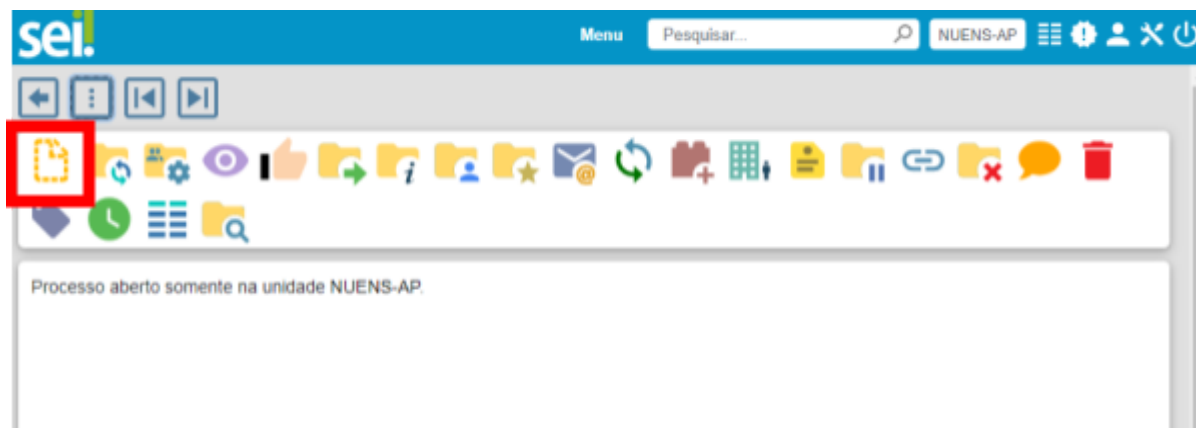 sei!
Menu Pesquisar... NUENS-AP
Processo aberto somente na unidade NUENS-AP.